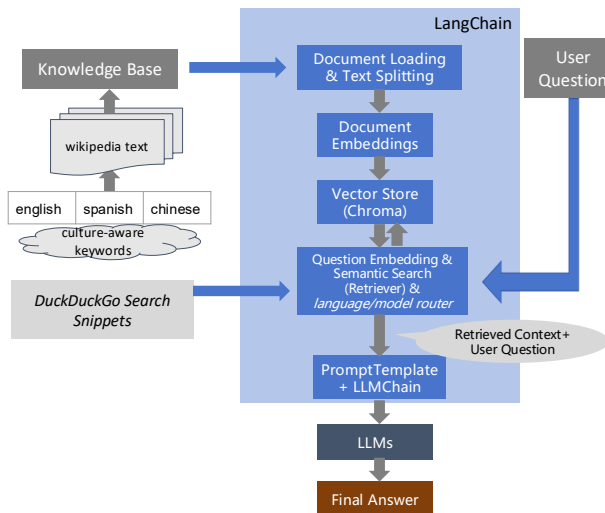 LangChain
Knowledge Base
Document Loading
& Text Splitting
User
Question
wikipedia text
Document
Embeddings
english
spanish
chinese
culture-aware
keywords
Vector Store
(Chroma)
Question Embedding &
Semantic Search
(Retriever) &
language/model router
DuckDuckGo Search
Snippets
Retrieved Context+
User Question
PromptTemplate
+ LLMChain
LLMs
Final Answer